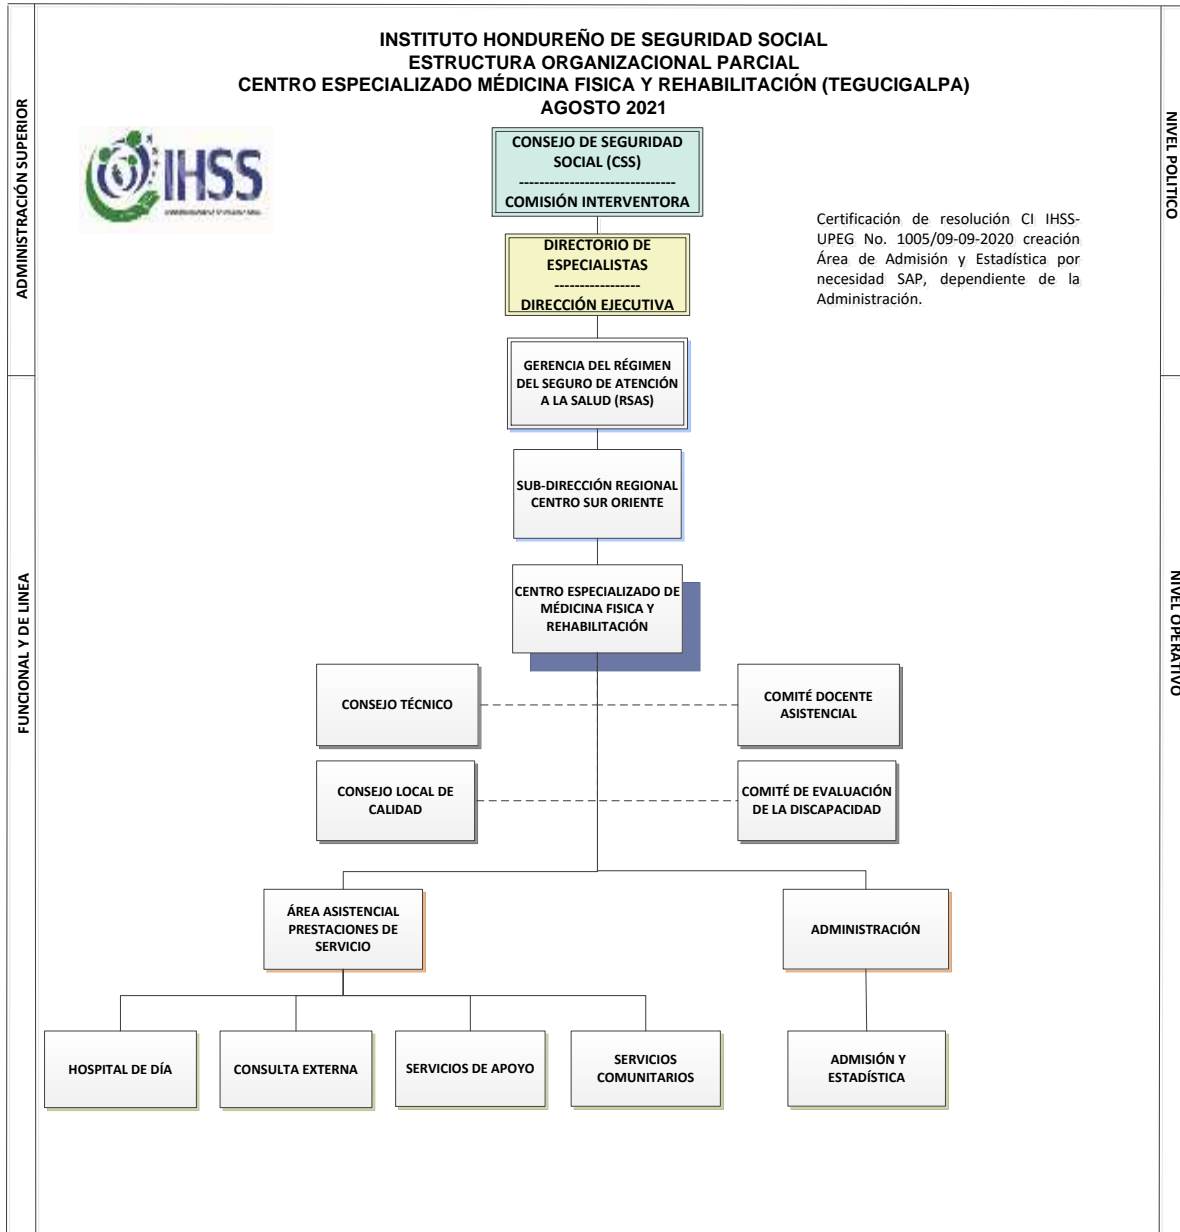 INSTITUTO HONDUREÑO DE SEGURIDAD SOCIAL
ESTRUCTURA ORGANIZACIONAL PARCIAL
CENTRO ESPECIALIZADO MÉDICINA FISICA Y REHABILITACIÓN (TEGUCIGALPA)
AGOSTO 2021
ADMINISTRACIÓN SUPERIOR
NIVEL POLITICO
IHSS
CONSEJO DE SEGURIDAD
SOCIAL (CSS)
-------------------------------
COMISIÓN INTERVENTORA
Certificación de resolución CI IHSS-
UPEG No. 1005/09-09-2020 creación
Área de Admisión y Estadística por
necesidad SAP, dependiente de la
Administración.
DIRECTORIO DE
ESPECIALISTAS
-----------------
DIRECCIÓN EJECUTIVA
GERENCIA DEL RÉGIMEN
DEL SEGURO DE ATENCIÓN
A LA SALUD (RSAS)
FUNCIONAL Y DE LINEA
NIVEL OPERATIVO
SUB-DIRECCIÓN REGIONAL
CENTRO SUR ORIENTE
CENTRO ESPECIALIZADO DE
MÉDICINA FISICA Y
REHABILITACIÓN
CONSEJO TÉCNICO
COMITÉ DOCENTE
ASISTENCIAL
CONSEJO LOCAL DE
CALIDAD
COMITÉ DE EVALUACIÓN
DE LA DISCAPACIDAD
ÁREA ASISTENCIAL
PRESTACIONES DE
SERVICIO
ADMINISTRACIÓN
HOSPITAL DE DÍA
CONSULTA EXTERNA
SERVICIOS DE APOYO
SERVICIOS
COMUNITARIOS
ADMISIÓN Y
ESTADÍSTICA